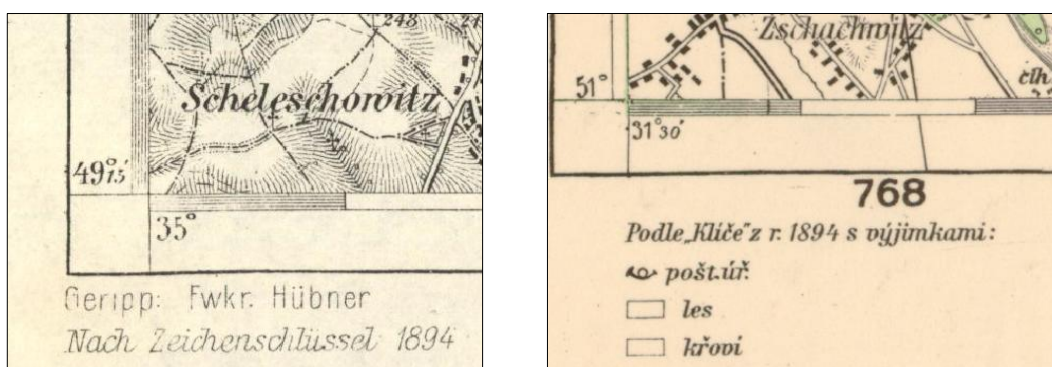 248
Scheleschowitz
49° 15'
35°
Geripp: Fwkr. Hübner
Nach Zeichenschlüssel 1894
Zschachwitz
clh
51°
31° 30'
768
Podle „Klíče" z r. 1894 s výjimkami:
pošt.úř.
les
křoví